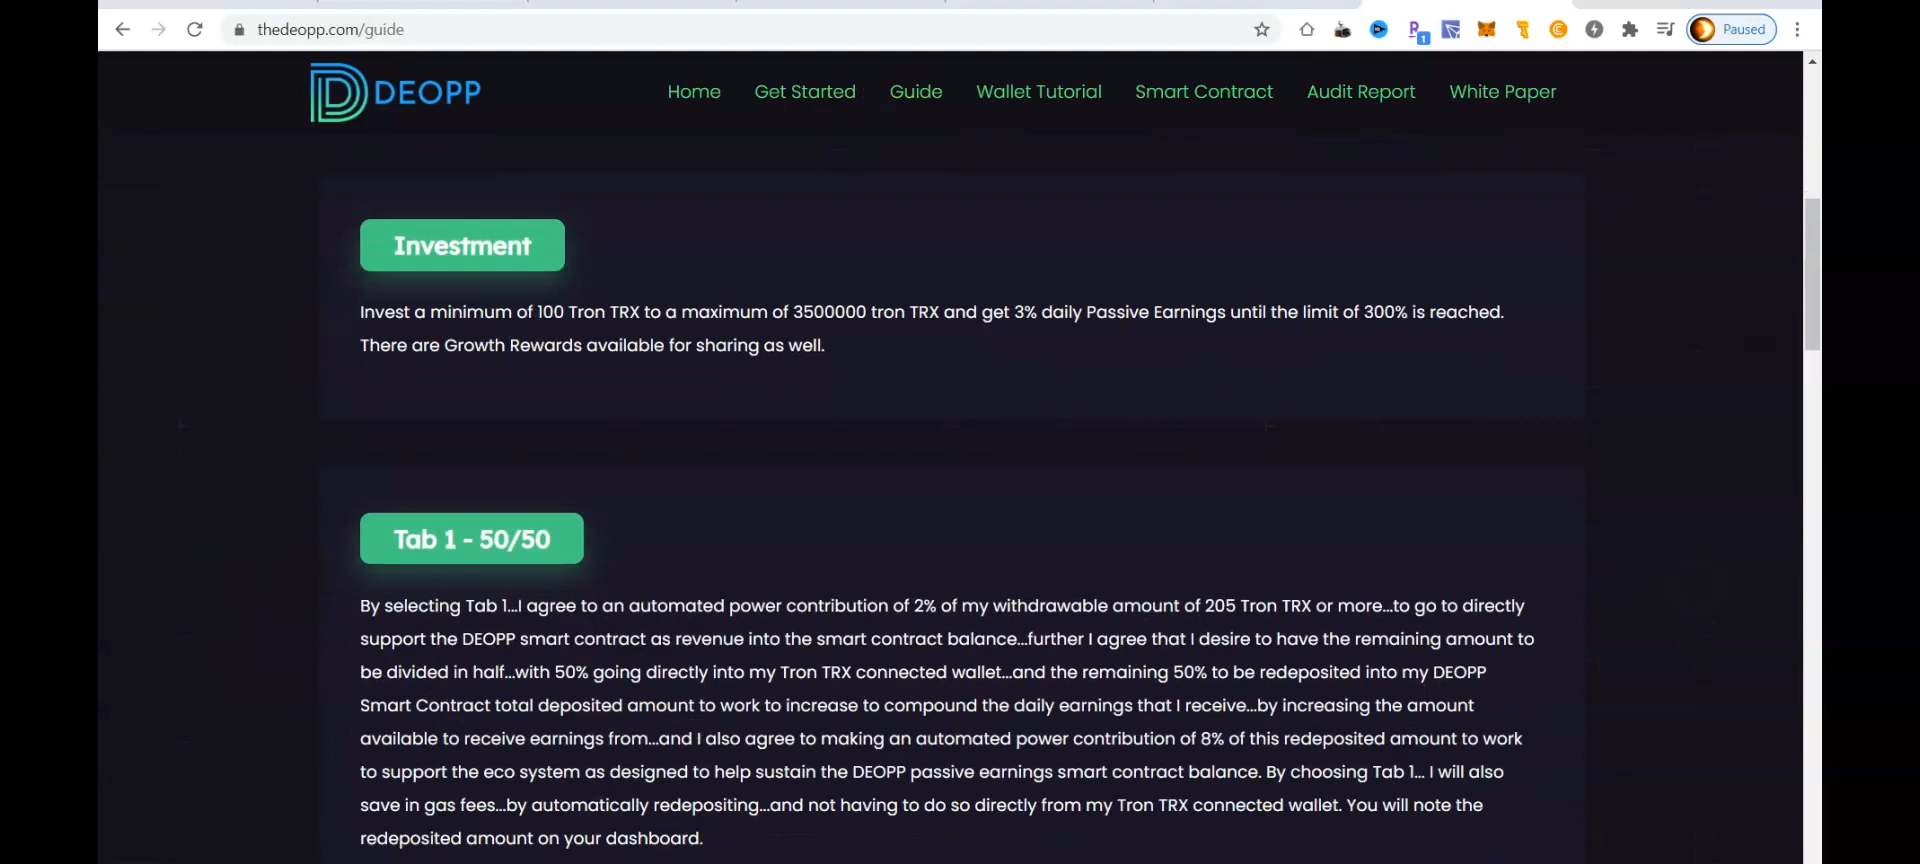 thedeopp.com/guide
1
Paused
DEOPP
Home Get Started Guide Wallet Tutorial Smart Contract Audit Report White Paper
Investment
Invest a minimum of 100 Tron TRX to a maximum of 3500000 tron TRX and get 3% daily Passive Earnings until the limit of 300% is reached.
There are Growth Rewards available for sharing as well.
Tab 1 - 50/50
By selecting Tab 1...I agree to an automated power contribution of 2% of my withdrawable amount of 205 Tron TRX or more...to go to directly
support the DEOPP smart contract as revenue into the smart contract balance...further I agree that I desire to have the remaining amount to
be divided in half...with 50% going directly into my Tron TRX connected wallet...and the remaining 50% to be redeposited into my DEOPP
Smart Contract total deposited amount to work to increase to compound the daily earnings that I receive...by increasing the amount
available to receive earnings from...and I also agree to making an automated power contribution of 8% of this redeposited amount to work
to support the eco system as designed to help sustain the DEOPP passive earnings smart contract balance. By choosing Tab 1... I will also
save in gas fees...by automatically redepositing...and not having to do so directly from my Tron TRX connected wallet. You will note the
redeposited amount on your dashboard.